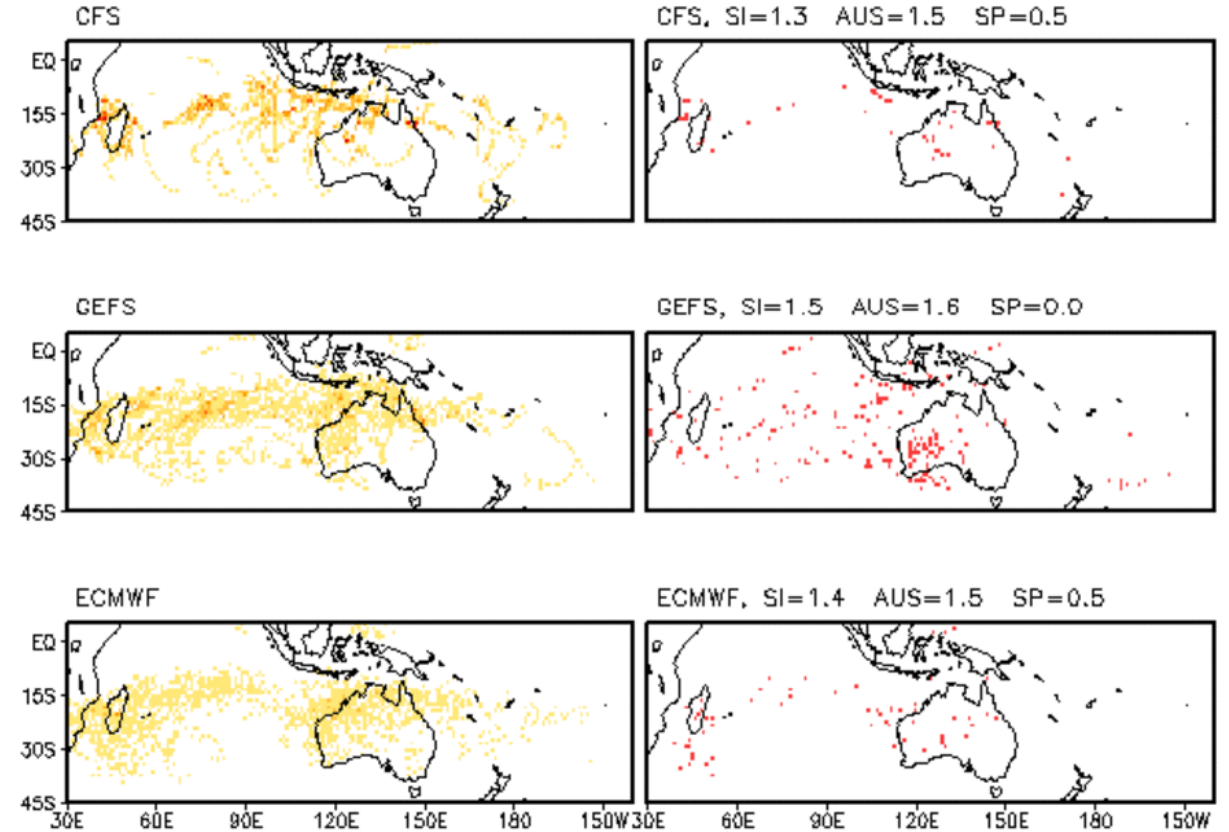 CFS
CFS, SI=1.3 AUS=1.5 SP=0.5
EQ
15S
30S
45S
GEFS
GEFS, SI=1.5 AUS=1.6 SP=0.0
EQ
15S
30S
45S
ECMWF
ECMWF, SI=1.4 AUS=1.5 SP=0.5
EQ
15S
30S
45S
30E 60E 90E 120E 150E 180 150W 30E 60E 90E 120E 150E 180 150W